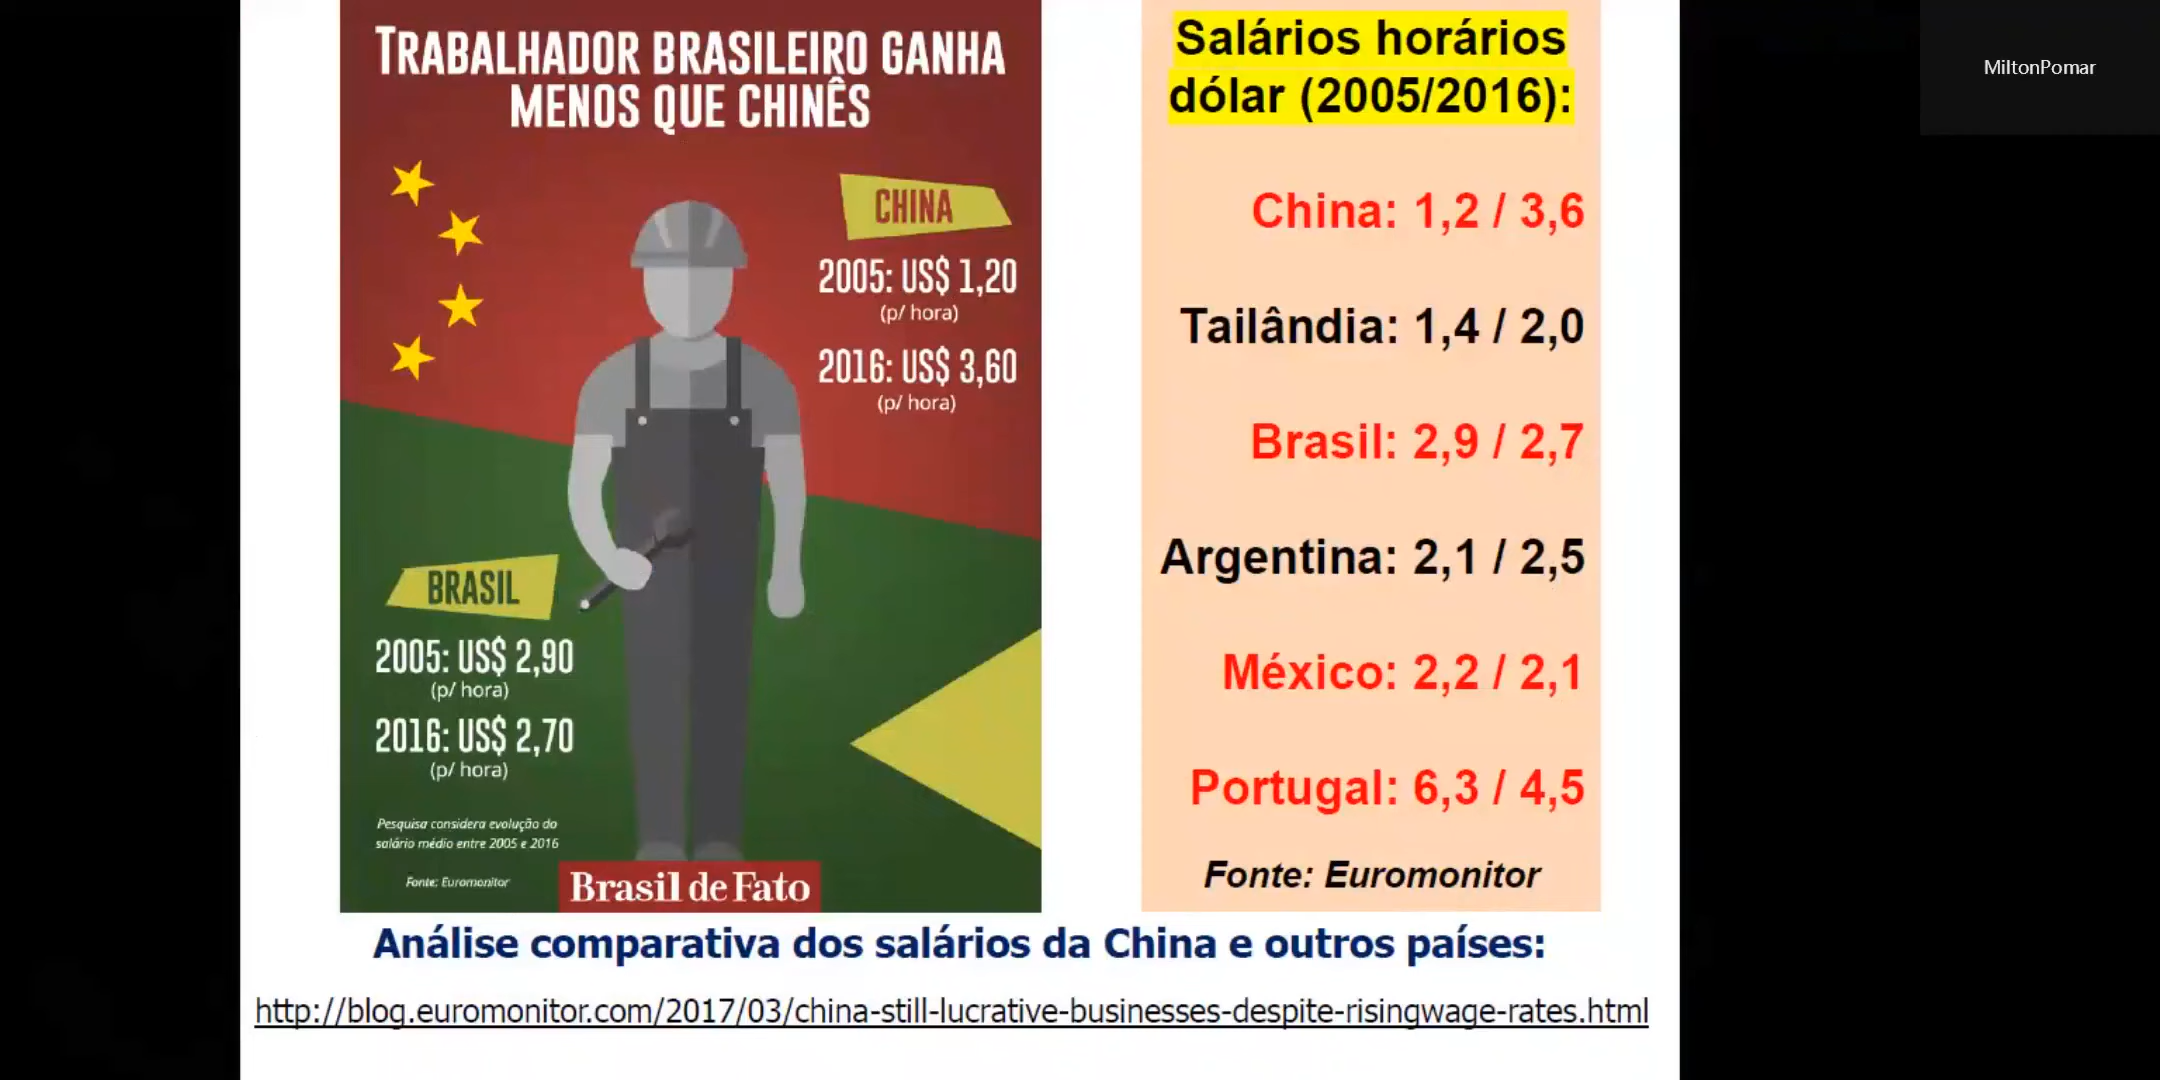 TRABALHADOR BRASILEIRO GANHA
MENOS QUE CHINÊS
CHINA
2005: US$ 1,20
(p/ hora)
2016: US$ 3,60
(p/ hora)
BRASIL
2005: US$ 2,90
(p/ hora)
2016: US$ 2,70
(p/ hora)
Pesquisa considera evolução do
salário médio entre 2005 e 2016
Fonte: Euromonitor
Brasil de Fato
Salários horários
dólar (2005/2016):
China: 1,2 / 3,6
Tailândia: 1,4 / 2,0
Brasil: 2,9 / 2,7
Argentina: 2,1 / 2,5
México: 2,2 / 2,1
Portugal: 6,3 / 4,5
Fonte: Euromonitor
Análise comparativa dos salários da China e outros países:
http://blog.euromonitor.com/2017/03/china-still-lucrative-businesses-despite-risingwage-rates.html
MiltonPomar